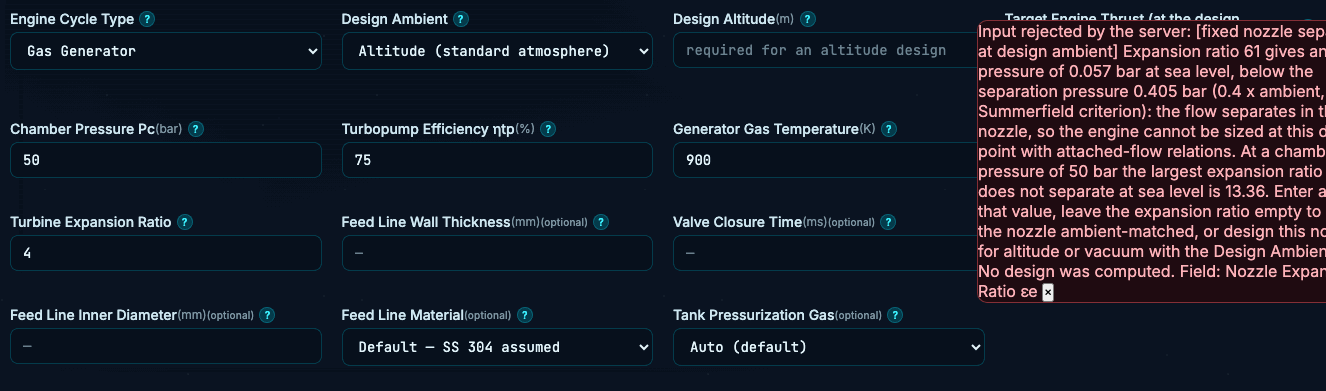 Engine Cycle Type ?
Design Ambient ?
Design Altitude(m) ?
Target Engine Thrust (at the design
Gas Generator
Altitude (standard atmosphere)
required for an altitude design
Input rejected by the server: [fixed nozzle sep
at design ambient] Expansion ratio 61 gives an
pressure of 0.057 bar at sea level, below the
separation pressure 0.405 bar (0.4 x ambient,
Summerfield criterion): the flow separates in th
nozzle, so the engine cannot be sized at this d
point with attached-flow relations. At a chamb
pressure of 50 bar the largest expansion ratio
does not separate at sea level is 13.36. Enter a
that value, leave the expansion ratio empty to
the nozzle ambient-matched, or design this no
for altitude or vacuum with the Design Ambien
No design was computed. Field: Nozzle Expan
Ratio εe ×
Chamber Pressure Pc(bar) ?
Turbopump Efficiency ηtp(%) ?
Generator Gas Temperature(K) ?
50
75
900
Turbine Expansion Ratio ?
Feed Line Wall Thickness(mm)(optional) ?
Valve Closure Time(ms)(optional) ?
4
—
—
Feed Line Inner Diameter(mm)(optional) ?
Feed Line Material(optional) ?
Tank Pressurization Gas(optional) ?
—
Default — SS 304 assumed
Auto (default)